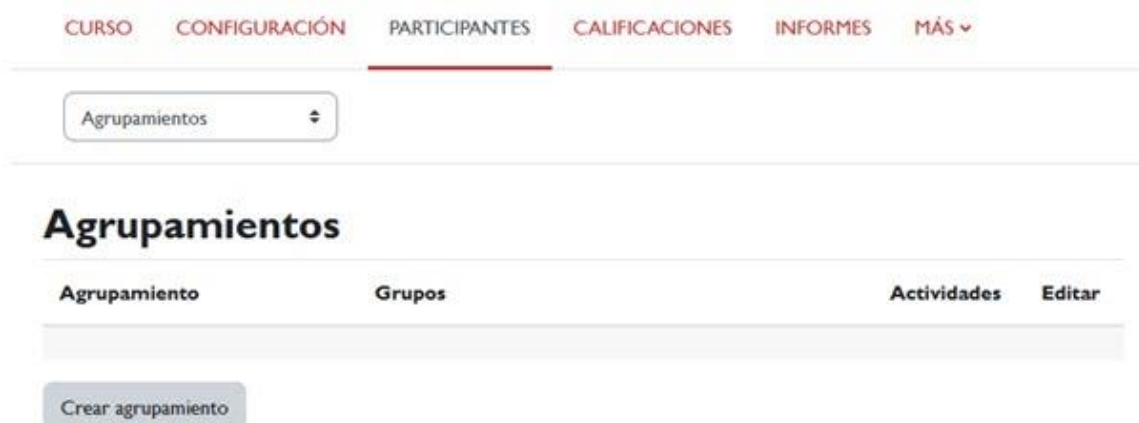 CURSO CONFIGURACIÓN PARTICIPANTES CALIFICACIONES INFORMES MÁS
Agrupamientos
Agrupamientos
Agrupamiento Grupos Actividades Editar
Crear agrupamiento